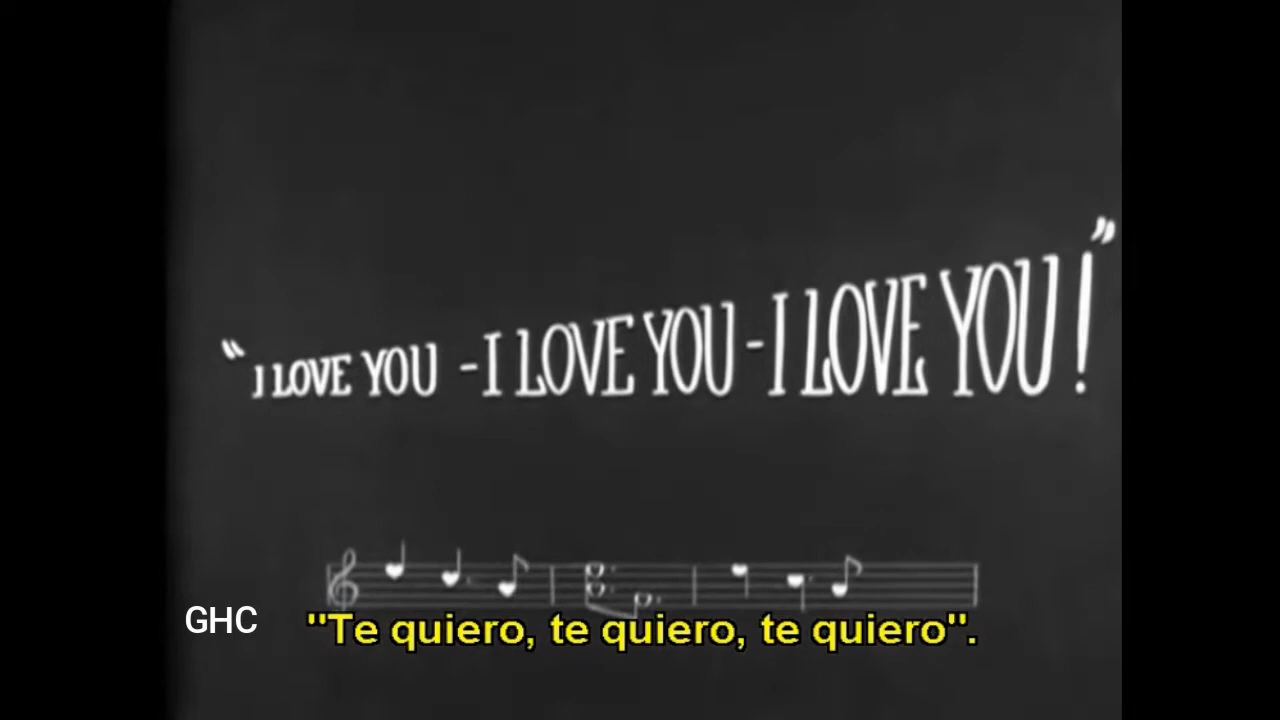 “I LOVE YOU - I LOVE YOU - I LOVE YOU!”
GHC
"Te quiero, te quiero, te quiero".